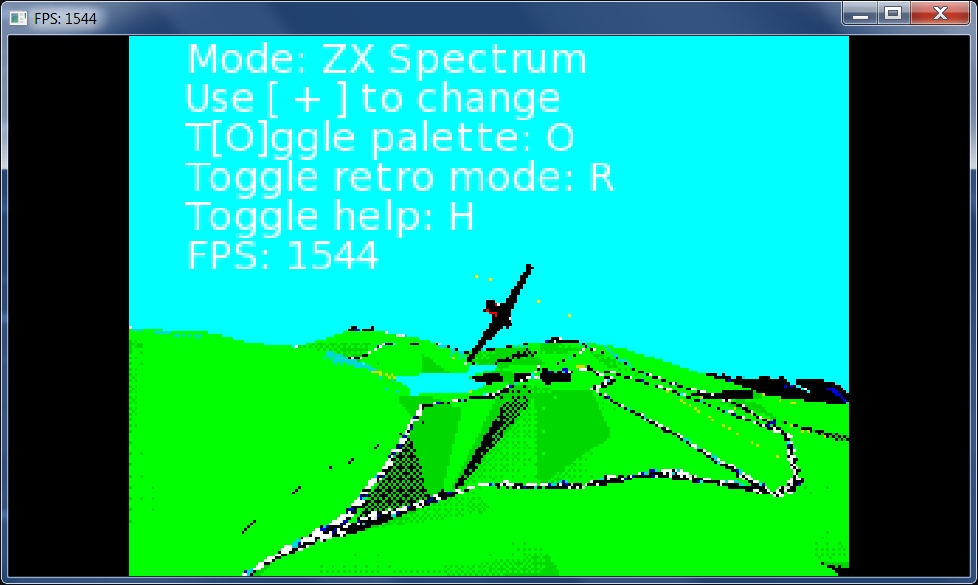 FPS: 1544
Mode: ZX Spectrum
Use [ + ] to change
T[O]ggle palette: O
Toggle retro mode: R
Toggle help: H
FPS: 1544